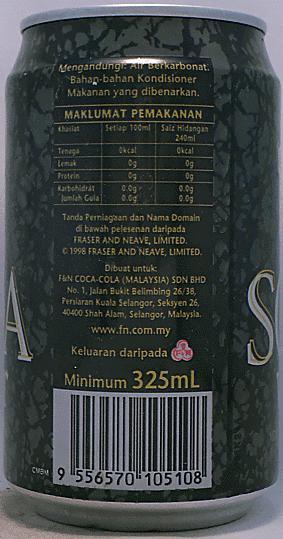 Mengandungi: Air Berkarbonat.
Bahan-bahan Kondisioner
Makanan yang dibenarkan.
MAKLUMAT PEMAKANAN
Khasiat Setiap 100ml Saiz Hidangan
240ml
Tenaga 0kcal 0kcal
Lemak 0g 0g
Protein 0g 0g
Karbohidrat 0.0g 0.0g
Jumlah Gula 0.0g 0.0g
Tanda Perniagaan dan Nama Domain
di bawah pelesenan daripada
FRASER AND NEAVE, LIMITED.
© 1998 FRASER AND NEAVE, LIMITED.
Dibuat untuk:
F&N COCA-COLA (MALAYSIA) SDN BHD
No. 1, Jalan Bukit Belimbing 26/38,
Persiaran Kuala Selangor, Seksyen 26,
40400 Shah Alam, Selangor, Malaysia.
www.fn.com.my
Keluaran daripada F&N
Minimum 325mL
A
S
CMBM
9 556570 105108